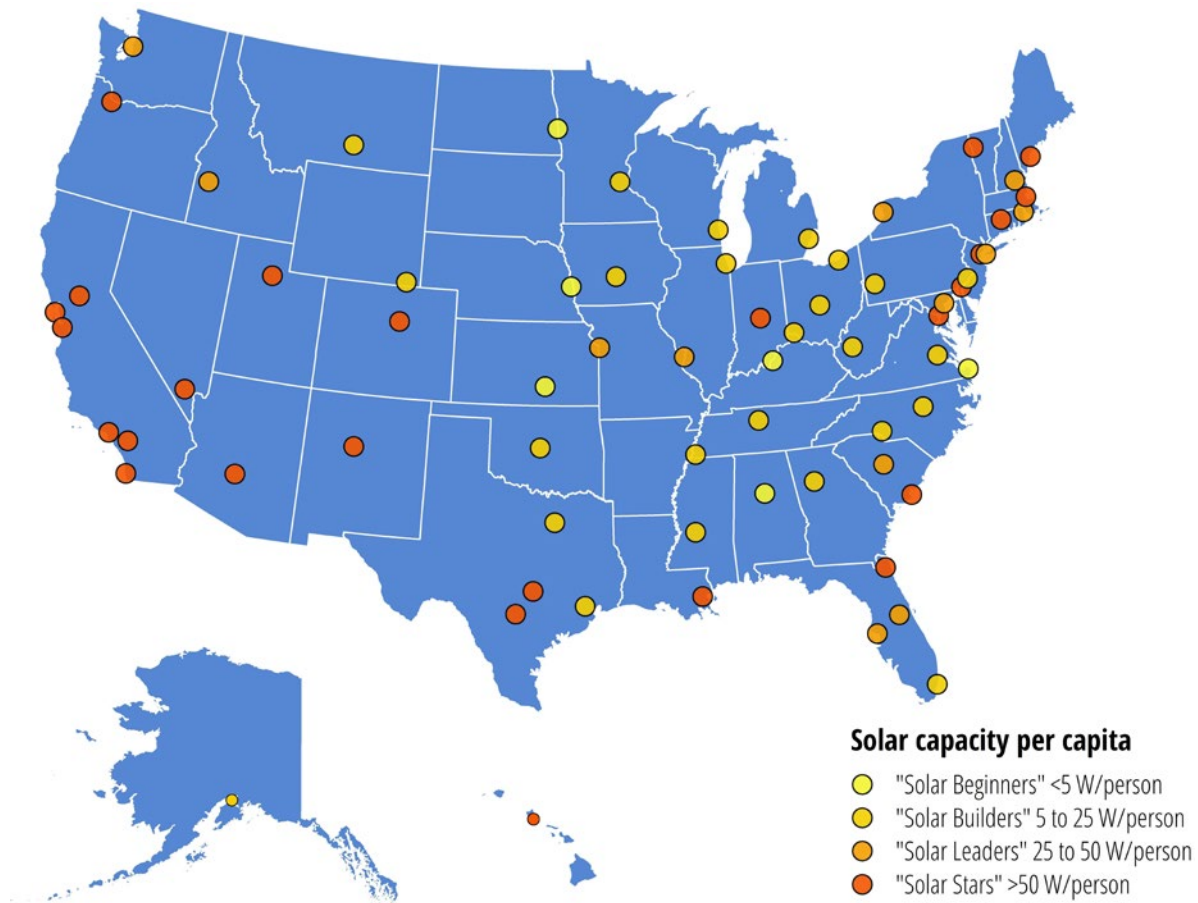 Solar capacity per capita
"Solar Beginners" <5 W/person
"Solar Builders" 5 to 25 W/person
"Solar Leaders" 25 to 50 W/person
"Solar Stars" >50 W/person